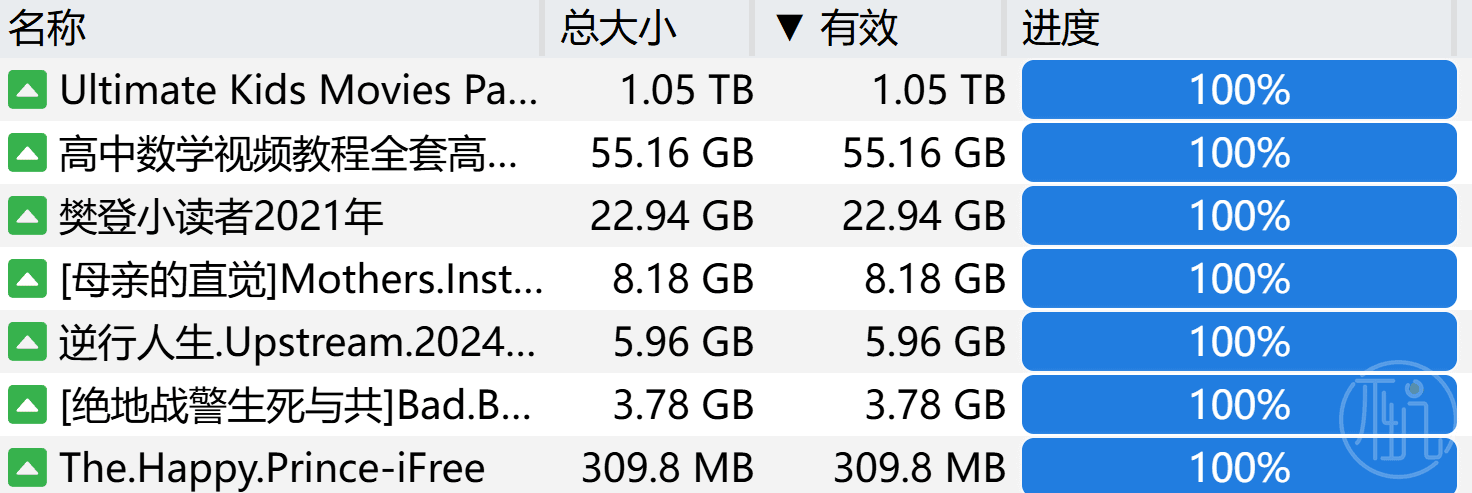 名称 总大小 ▼ 有效 进度
Ultimate Kids Movies Pa... 1.05 TB 1.05 TB 100%
高中数学视频教程全套高... 55.16 GB 55.16 GB 100%
樊登小读者2021年 22.94 GB 22.94 GB 100%
[母亲的直觉]Mothers.Inst... 8.18 GB 8.18 GB 100%
逆行人生.Upstream.2024... 5.96 GB 5.96 GB 100%
[绝地战警生死与共]Bad.B... 3.78 GB 3.78 GB 100%
The.Happy.Prince-iFree 309.8 MB 309.8 MB 100%